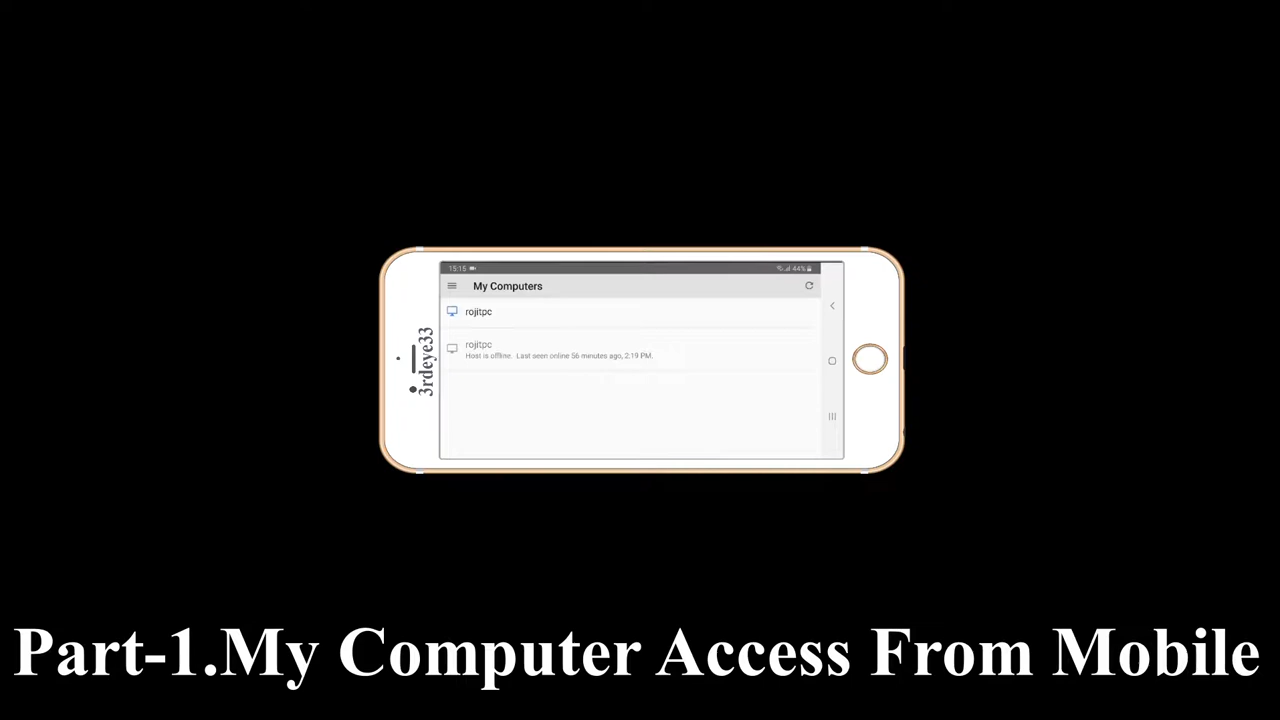 15:15
44%
My Computers
rojitpc
rojitpc
Host is offline. Last seen online 56 minutes ago, 2:19 PM.
3rdeye33
Part-1.My Computer Access From Mobile